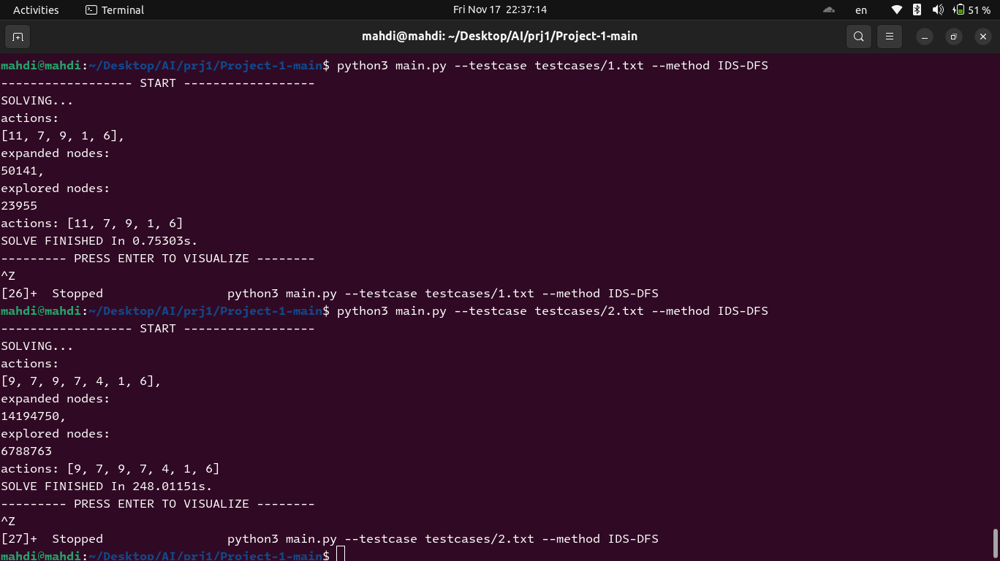 Activities Terminal Fri Nov 17 22:37:14 en 51 %
mahdi@mahdi: ~/Desktop/AI/prj1/Project-1-main
mahdi@mahdi:~/Desktop/AI/prj1/Project-1-main$ python3 main.py --testcase testcases/1.txt --method IDS-DFS
------------------ START ------------------
SOLVING...
actions:
[11, 7, 9, 1, 6],
expanded nodes:
50141,
explored nodes:
23955
actions: [11, 7, 9, 1, 6]
SOLVE FINISHED In 0.75303s.
--------- PRESS ENTER TO VISUALIZE --------
^Z
[26]+  Stopped                 python3 main.py --testcase testcases/1.txt --method IDS-DFS
mahdi@mahdi:~/Desktop/AI/prj1/Project-1-main$ python3 main.py --testcase testcases/2.txt --method IDS-DFS
------------------ START ------------------
SOLVING...
actions:
[9, 7, 9, 7, 4, 1, 6],
expanded nodes:
14194750,
explored nodes:
6788763
actions: [9, 7, 9, 7, 4, 1, 6]
SOLVE FINISHED In 248.01151s.
--------- PRESS ENTER TO VISUALIZE --------
^Z
[27]+  Stopped                 python3 main.py --testcase testcases/2.txt --method IDS-DFS
mahdi@mahdi:~/Desktop/AI/prj1/Project-1-main$